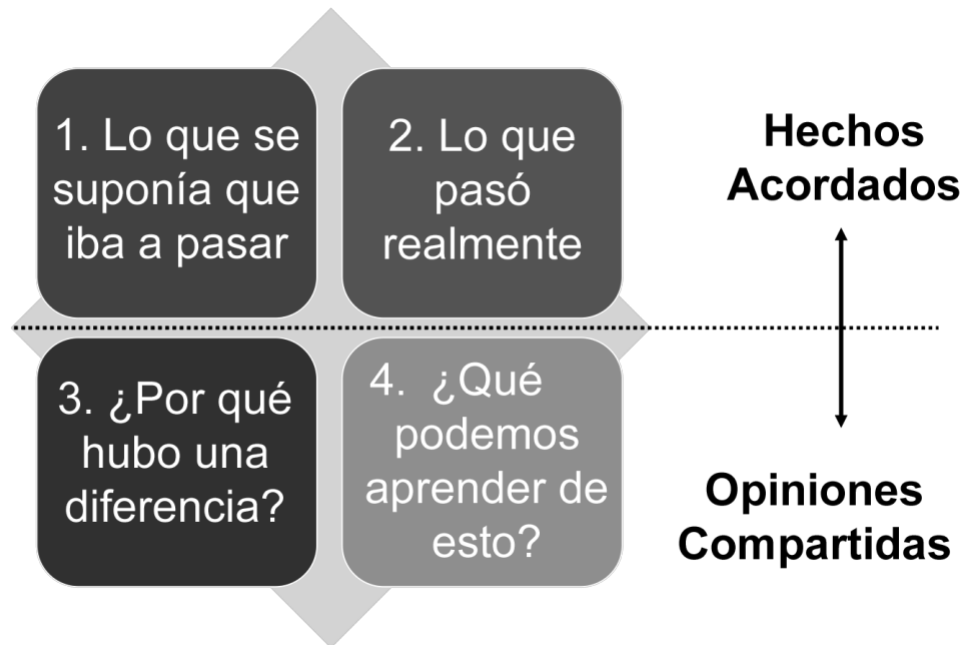 1. Lo que se
suponía que
iba a pasar
2. Lo que
pasó
realmente
Hechos
Acordados
3. ¿Por qué
hubo una
diferencia?
4. ¿Qué
podemos
aprender de
esto?
Opiniones
Compartidas